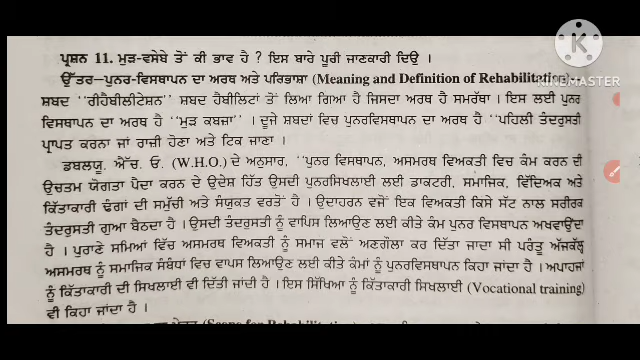 ਪ੍ਰਸ਼ਨ 11. ਮੁੜ-ਵਸੇਬੇ ਤੋਂ ਕੀ ਭਾਵ ਹੈ ? ਇਸ ਬਾਰੇ ਪੂਰੀ ਜਾਣਕਾਰੀ ਦਿਓ ।
ਉੱਤਰ-ਪੁਨਰ-ਵਿਸਥਾਪਨ ਦਾ ਅਰਥ ਅਤੇ ਪਰਿਭਾਸ਼ਾ (Meaning and Definition of Rehabilitation)-
ਸ਼ਬਦ ''ਰੀਹੈਬੀਲੀਟੇਸ਼ਨ'' ਸ਼ਬਦ ਹੈਬੀਲਿਟਾਂ ਤੋਂ ਲਿਆ ਗਿਆ ਹੈ ਜਿਸਦਾ ਅਰਥ ਹੈ ਸਮਰੱਥਾ । ਇਸ ਲਈ ਪੁਨਰ
ਵਿਸਥਾਪਨ ਦਾ ਅਰਥ ਹੈ ''ਮੁੜ ਕਬਜ਼ਾ'' । ਦੂਜੇ ਸ਼ਬਦਾਂ ਵਿਚ ਪੁਨਰਵਿਸਥਾਪਨ ਦਾ ਅਰਥ ਹੈ ''ਪਹਿਲੀ ਤੰਦਰੁਸਤੀ
ਪ੍ਰਾਪਤ ਕਰਨਾ ਜਾਂ ਰਾਜ਼ੀ ਹੋਣਾ ਅਤੇ ਟਿਕ ਜਾਣਾ ।
ਡਬਲਯੂ. ਐੱਚ. ਓ. (W.H.O.) ਦੇ ਅਨੁਸਾਰ, ''ਪੁਨਰ ਵਿਸਥਾਪਨ, ਅਸਮਰਥ ਵਿਅਕਤੀ ਵਿਚ ਕੰਮ ਕਰਨ ਦੀ
ਉਚਤਮ ਯੋਗਤਾ ਪੈਦਾ ਕਰਨ ਦੇ ਉਦੇਸ਼ ਹਿੱਤ ਉਸਦੀ ਪੁਨਰਸਿਖਲਾਈ ਲਈ ਡਾਕਟਰੀ, ਸਮਾਜਿਕ, ਵਿੱਦਿਅਕ ਅਤੇ
ਕਿੱਤਾਕਾਰੀ ਢੰਗਾਂ ਦੀ ਸਮੁੱਚੀ ਅਤੇ ਸੰਯੁਕਤ ਵਰਤੋਂ ਹੈ । ਉਦਾਹਰਨ ਵਜੋਂ ਇਕ ਵਿਅਕਤੀ ਕਿਸੇ ਸੱਟ ਨਾਲ ਸਰੀਰਕ
ਤੰਦਰੁਸਤੀ ਗੁਆ ਬੈਠਦਾ ਹੈ । ਉਸਦੀ ਤੰਦਰੁਸਤੀ ਨੂੰ ਵਾਪਿਸ ਲਿਆਉਣ ਲਈ ਕੀਤੇ ਕੰਮ ਪੁਨਰ ਵਿਸਥਾਪਨ ਅਖਵਾਉਂਦਾ
ਹੈ । ਪੁਰਾਣੇ ਸਮਿਆਂ ਵਿੱਚ ਅਸਮਰਥ ਵਿਅਕਤੀ ਨੂੰ ਸਮਾਜ ਵਲੋਂ ਅਣਗੌਲਾ ਕਰ ਦਿੱਤਾ ਜਾਂਦਾ ਸੀ ਪਰੰਤੂ ਅੱਜਕੱਲ੍ਹ
ਅਸਮਰਥ ਨੂੰ ਸਮਾਜਿਕ ਸੰਬੰਧਾਂ ਵਿਚ ਵਾਪਸ ਲਿਆਉਣ ਲਈ ਕੀਤੇ ਕੰਮਾਂ ਨੂੰ ਪੁਨਰਵਿਸਥਾਪਨ ਕਿਹਾ ਜਾਂਦਾ ਹੈ । ਅਪਾਹਜਾਂ
ਨੂੰ ਕਿੱਤਾਕਾਰੀ ਦੀ ਸਿਖਲਾਈ ਵੀ ਦਿੱਤੀ ਜਾਂਦੀ ਹੈ । ਇਸ ਸਿੱਖਿਆ ਨੂੰ ਕਿੱਤਾਕਾਰੀ ਸਿਖਲਾਈ (Vocational training)
ਵੀ ਕਿਹਾ ਜਾਂਦਾ ਹੈ ।
KINEMASTER